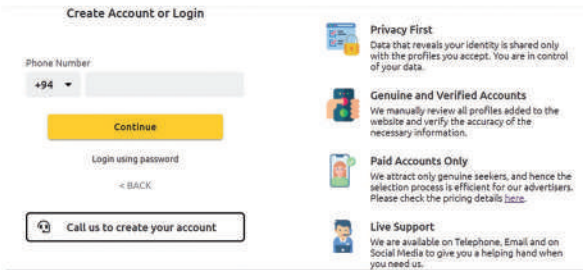 Create Account or Login
Phone Number
+94
Continue
Login using password
< BACK
Call us to create your account
Privacy First
Data that reveals your identity is shared only
with the profiles you accept. You are in control
of your data.
Genuine and Verified Accounts
We manually review all profiles added to the
website and verify the accuracy of the
necessary information.
Paid Accounts Only
We attract only genuine seekers, and hence the
selection process is efficient for our advertisers.
Please check the pricing details here.
Live Support
We are available on Telephone, Email and on
Social Media to give you a helping hand when
you need us.